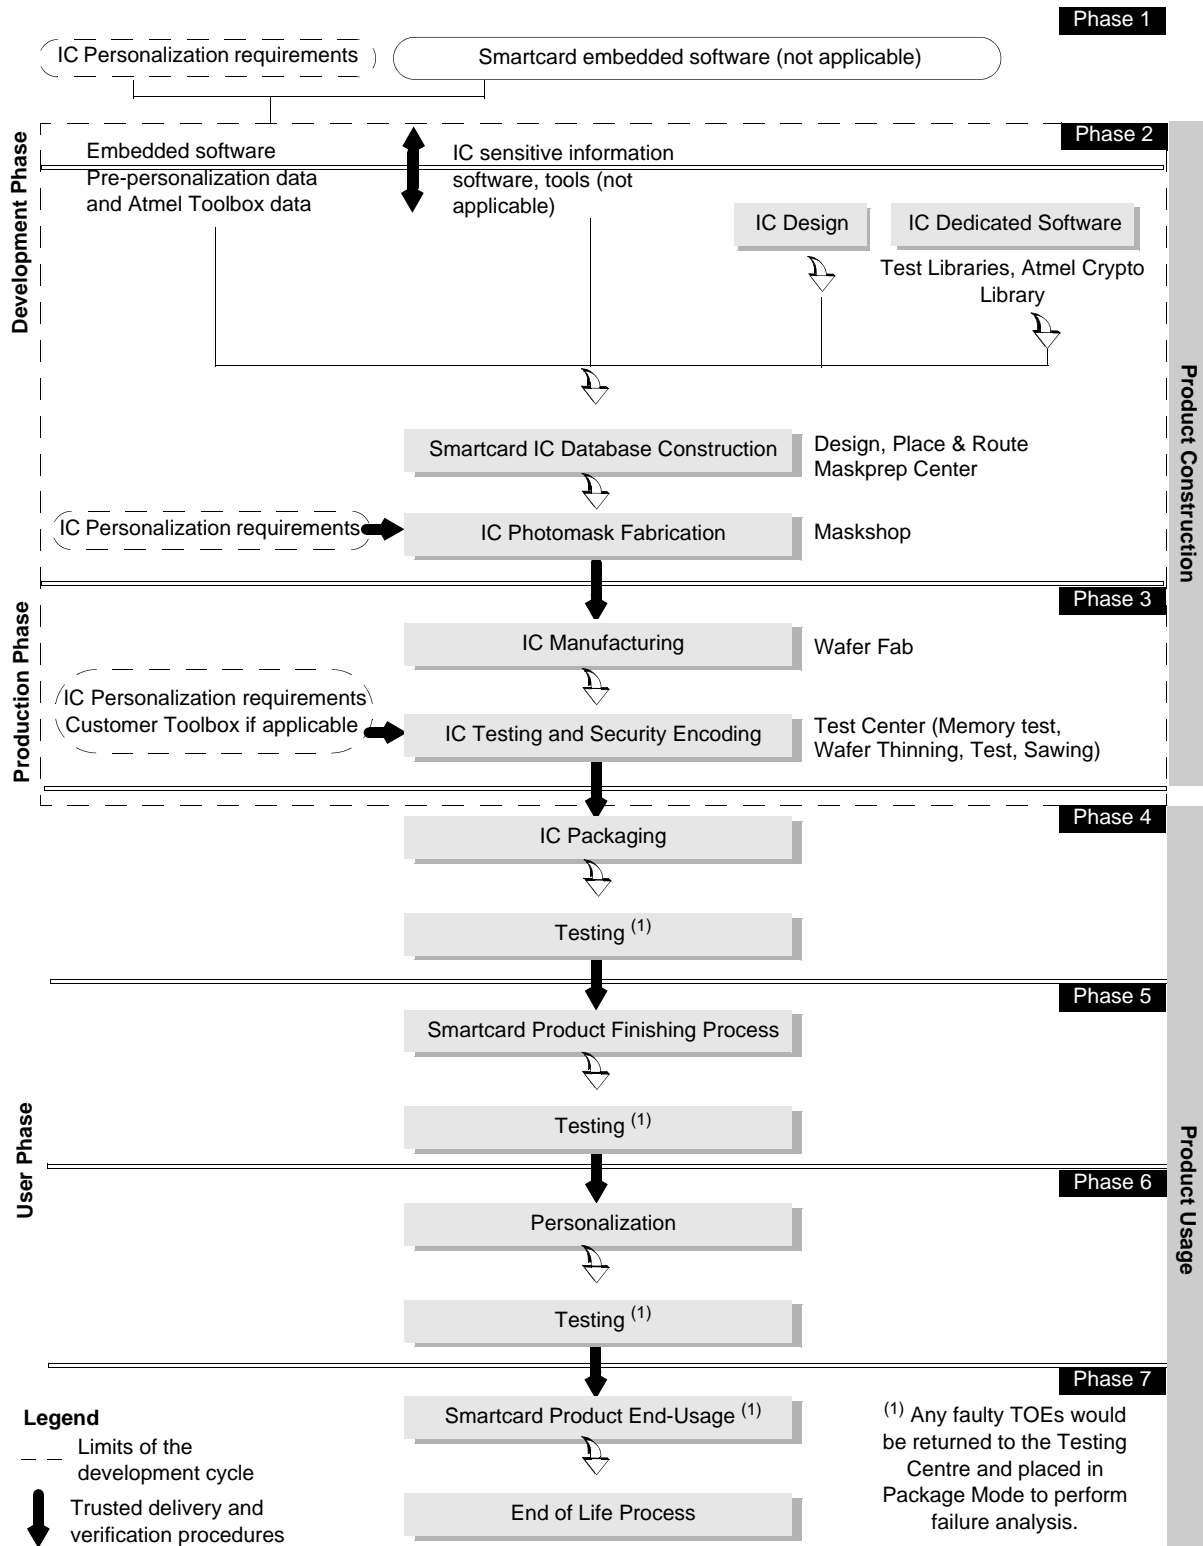 Phase 1
IC Personalization requirements
Smartcard embedded software (not applicable)
Phase 2
Development Phase
Embedded software
Pre-personalization data
and Atmel Toolbox data
IC sensitive information
software, tools (not
applicable)
IC Design
IC Dedicated Software
Test Libraries, Atmel Crypto
Library
Product Construction
Smartcard IC Database Construction
Design, Place & Route
Maskprep Center
IC Personalization requirements
IC Photomask Fabrication
Maskshop
Phase 3
Production Phase
IC Manufacturing
Wafer Fab
IC Personalization requirements
Customer Toolbox if applicable
IC Testing and Security Encoding
Test Center (Memory test,
Wafer Thinning, Test, Sawing)
Phase 4
IC Packaging
Testing (1)
Phase 5
Smartcard Product Finishing Process
User Phase
Testing (1)
Product Usage
Phase 6
Personalization
Testing (1)
Phase 7
Smartcard Product End-Usage (1)
End of Life Process
Legend
Limits of the
development cycle
Trusted delivery and
verification procedures
(1) Any faulty TOEs would
be returned to the Testing
Centre and placed in
Package Mode to perform
failure analysis.